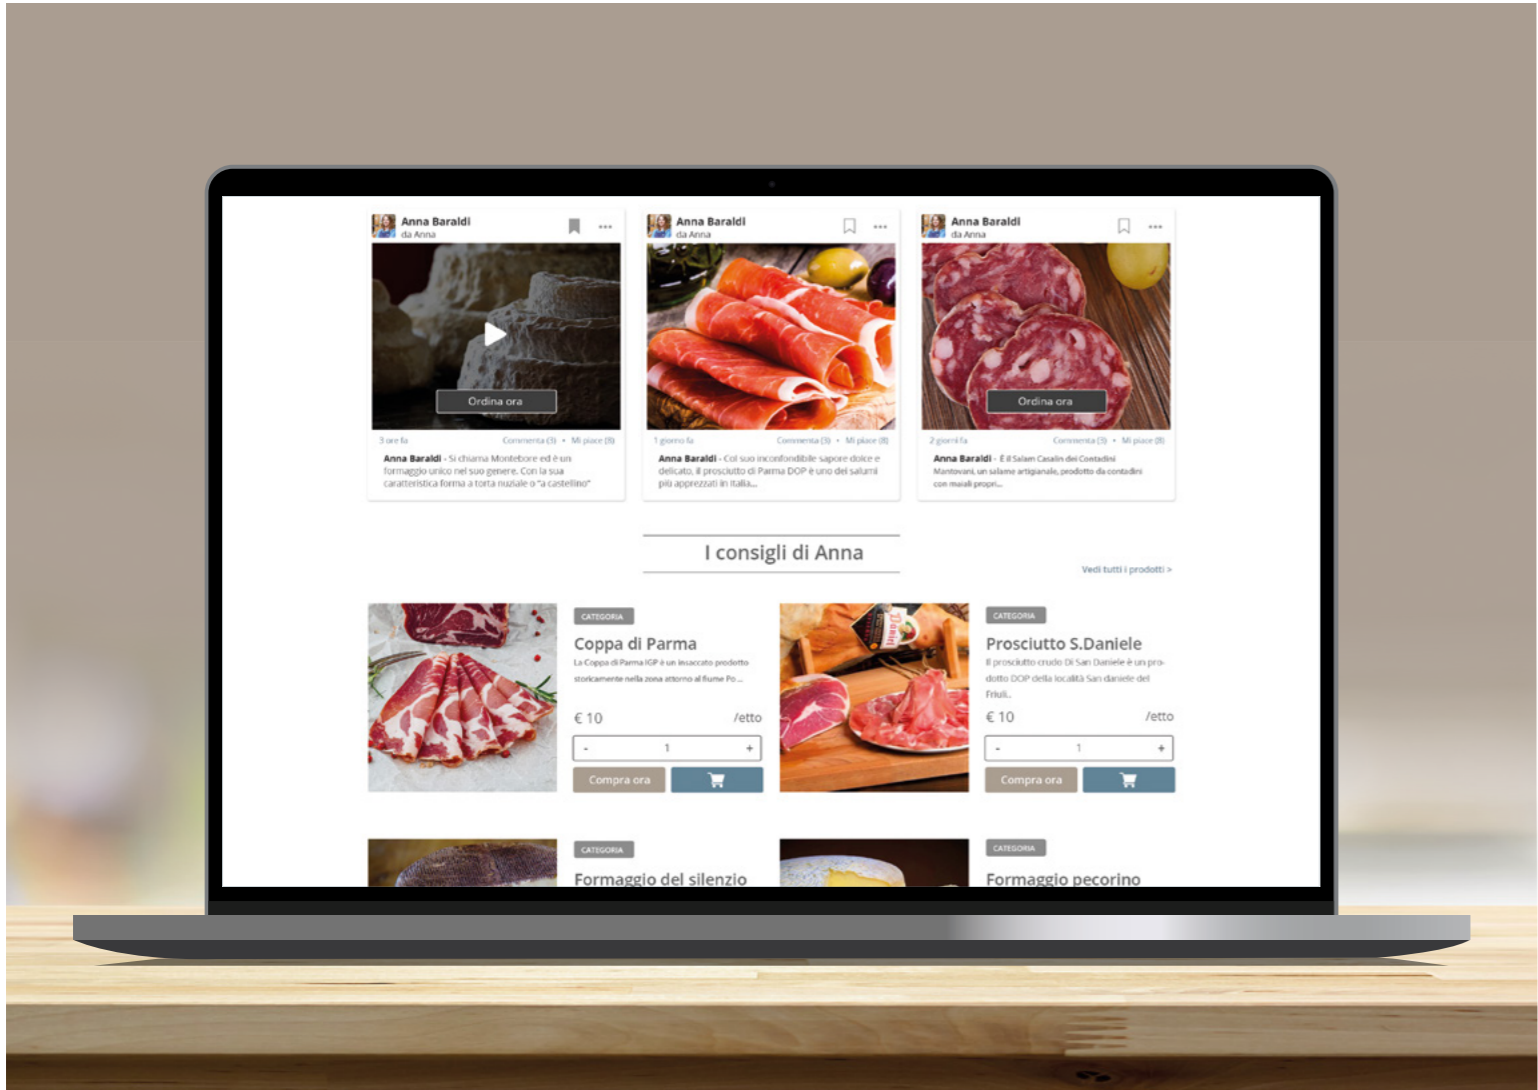 Anna Baraldi
da Anna
Ordina ora
3 ore fa
Commenta (3) • Mi piace (8)
Anna Baraldi - Si chiama Montebore ed è un
formaggio unico nel suo genere. Con la sua
caratteristica forma a torta nuziale o "a castellino"
Anna Baraldi
da Anna
1 giorno fa
Commenta (3) • Mi piace (8)
Anna Baraldi - Col suo inconfondibile sapore dolce e
delicato, il prosciutto di Parma DOP è uno dei salumi
più apprezzati in Italia...
Anna Baraldi
da Anna
Ordina ora
2 giorni fa
Commenta (3) • Mi piace (8)
Anna Baraldi - È il Salam Casalin dei Contadini
Mantovani, un salame artigianale, prodotto da contadini
con maiali propri...
I consigli di Anna
Vedi tutti i prodotti >
CATEGORIA
Coppa di Parma
La Coppa di Parma IGP è un insaccato prodotto
storicamente nella zona attorno al fiume Po ...
€ 10 /etto
- 1 +
Compra ora
CATEGORIA
Prosciutto S.Daniele
Il prosciutto crudo Di San Daniele è un pro-
dotto DOP della località San daniele del
Friuli..
€ 10 /etto
- 1 +
Compra ora
CATEGORIA
Formaggio del silenzio
CATEGORIA
Formaggio pecorino